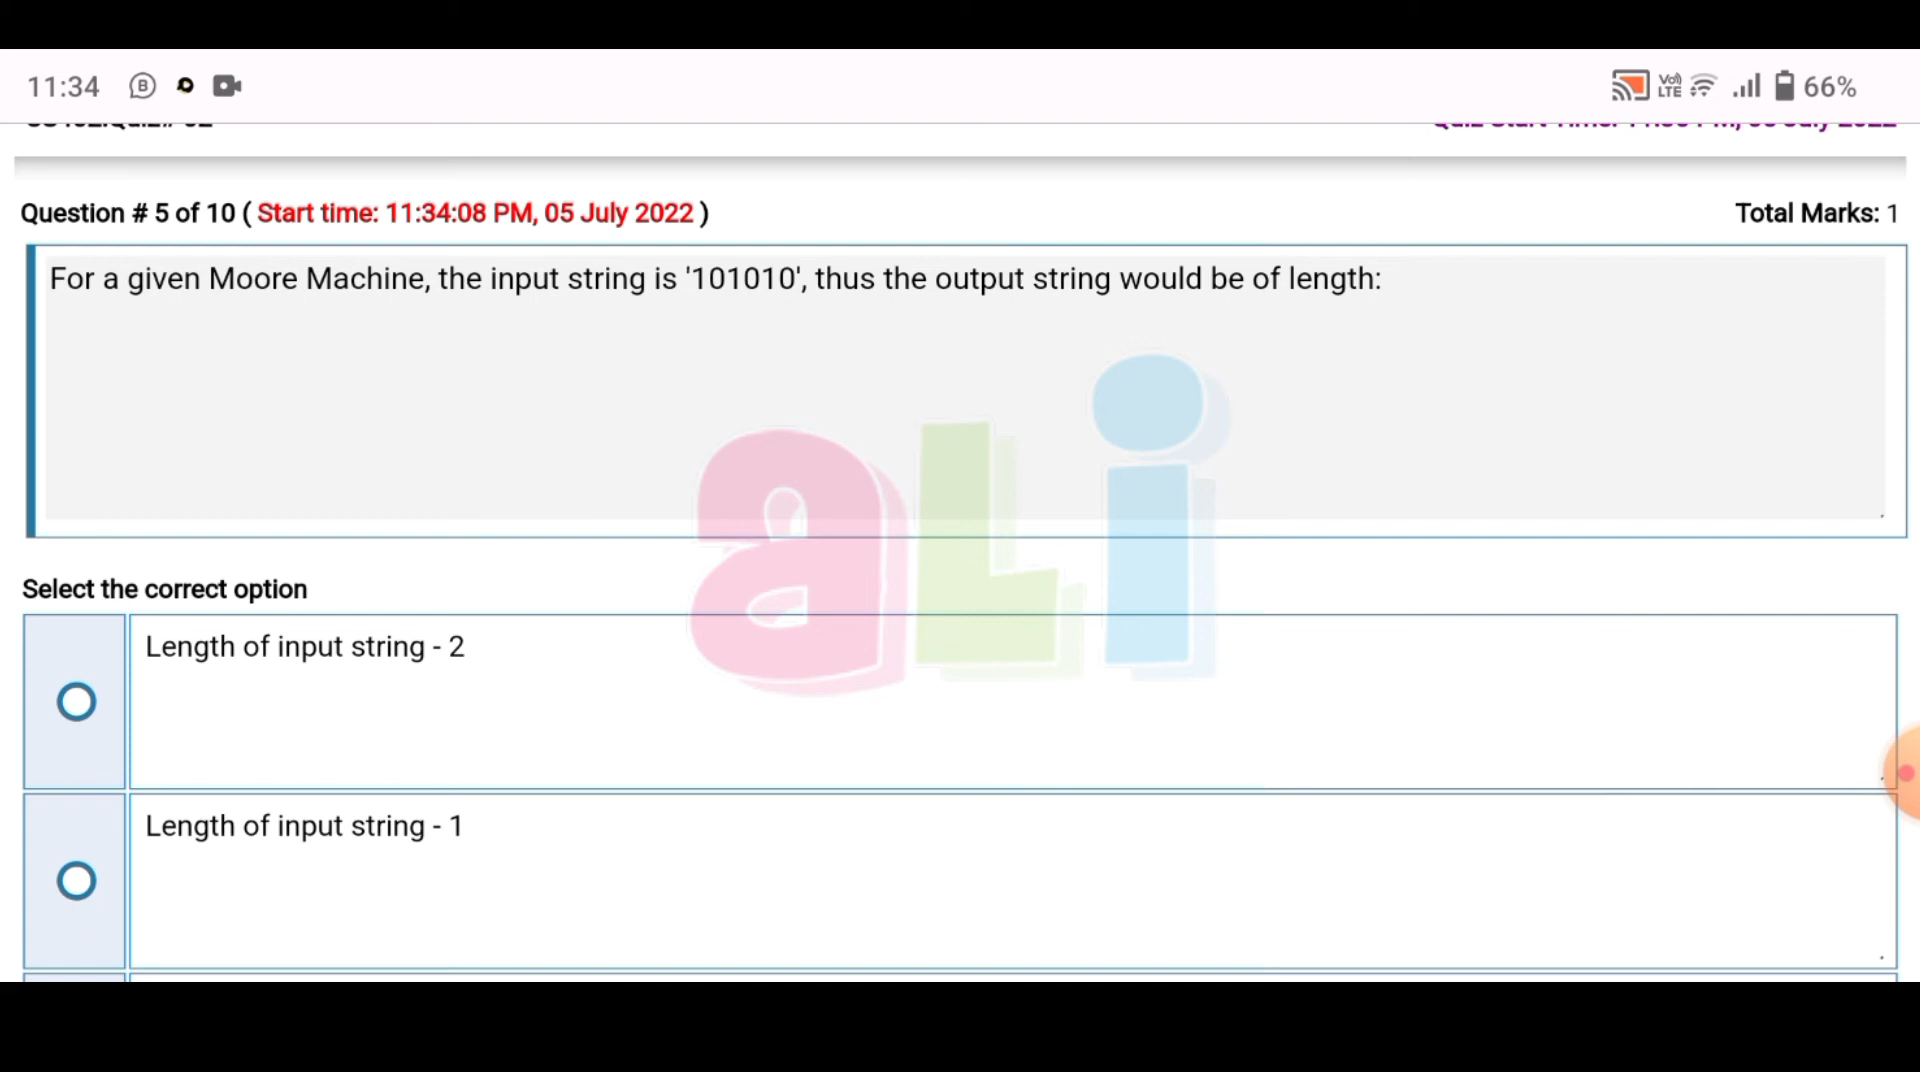 11:34
Vo) LTE 66%
Question # 5 of 10 ( Start time: 11:34:08 PM, 05 July 2022 ) Total Marks: 1
For a given Moore Machine, the input string is '101010', thus the output string would be of length:
aLi
Select the correct option
Length of input string - 2
Length of input string - 1